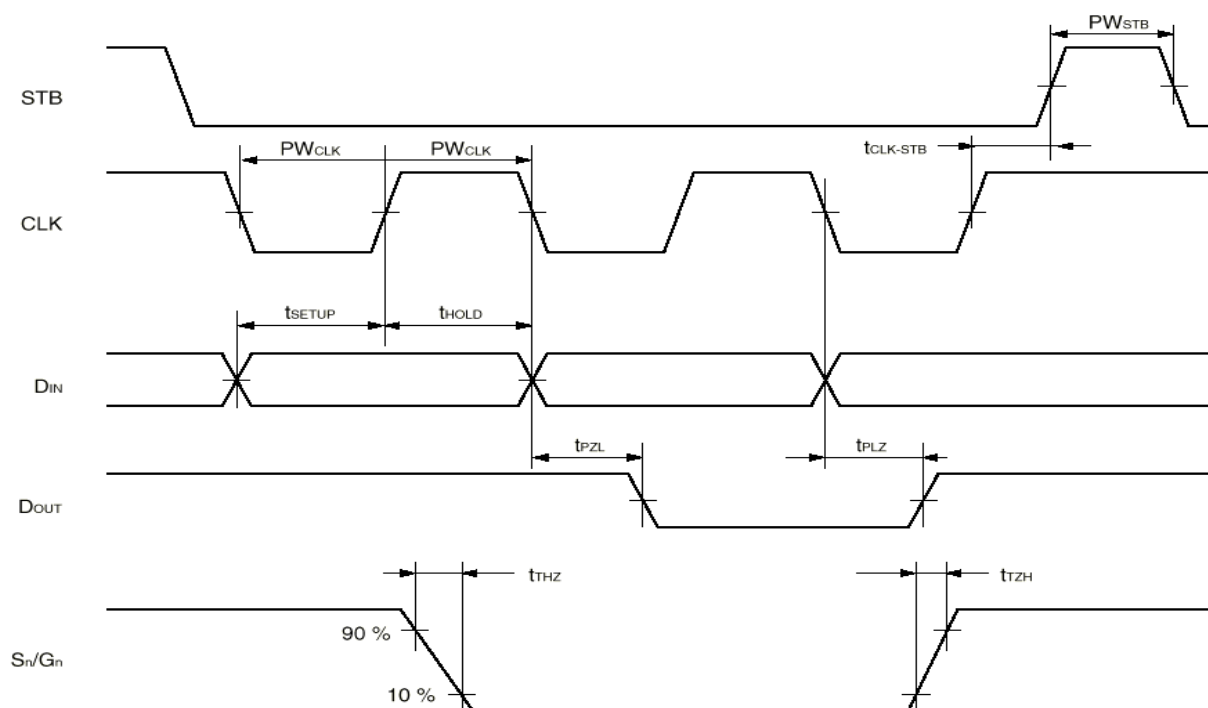 PWSTB
STB
tCLK-STB
PWCLK PWCLK
CLK
tSETUP tHOLD
DIN
tPZL tPLZ
DOUT
tTHZ tTZH
90 %
Sn/Gn
10 %